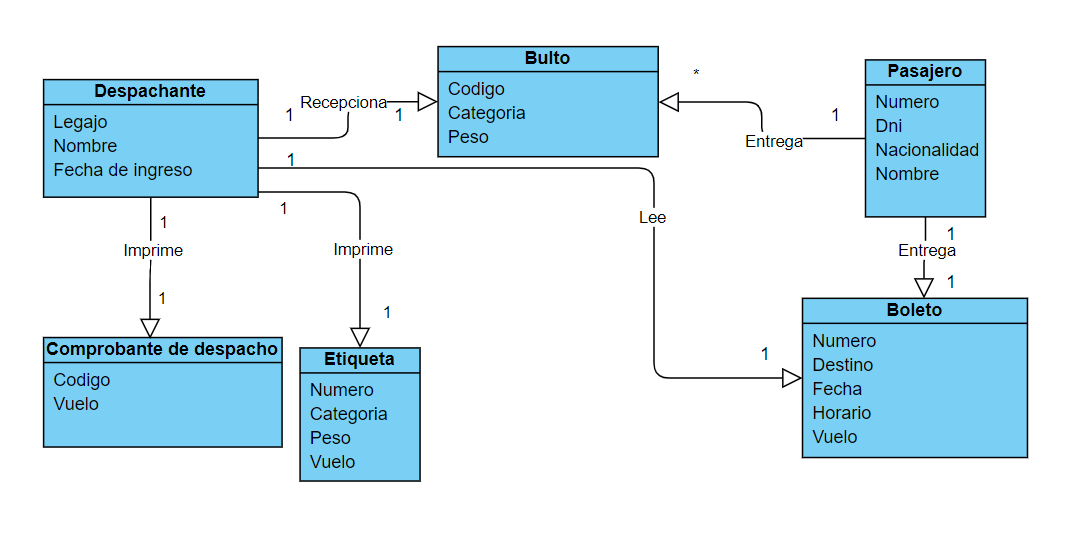 Bulto
Codigo
Categoria
Peso
Despachante
Legajo
Nombre
Fecha de ingreso
Pasajero
Numero
Dni
Nacionalidad
Nombre
1
Recepciona
1
*
1
Entrega
1
Lee
1
1
Imprime
1
1
Imprime
1
1
Entrega
1
Comprobante de despacho
Codigo
Vuelo
Etiqueta
Numero
Categoria
Peso
Vuelo
Boleto
Numero
Destino
Fecha
Horario
Vuelo